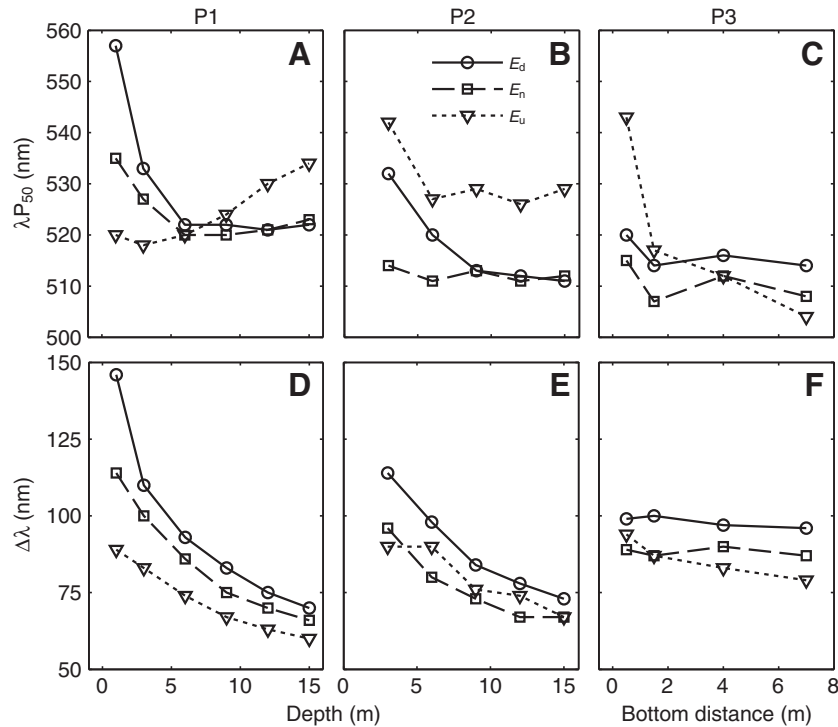 P1 P2 P3
560
550
540
530
520
510
500
λP50 (nm)
A
B
Ed
En
Eu
C
150
125
100
75
50
Δλ (nm)
D
E
F
0 5 10 15 0 5 10 15 0 2 4 6 8
Depth (m) Bottom distance (m)